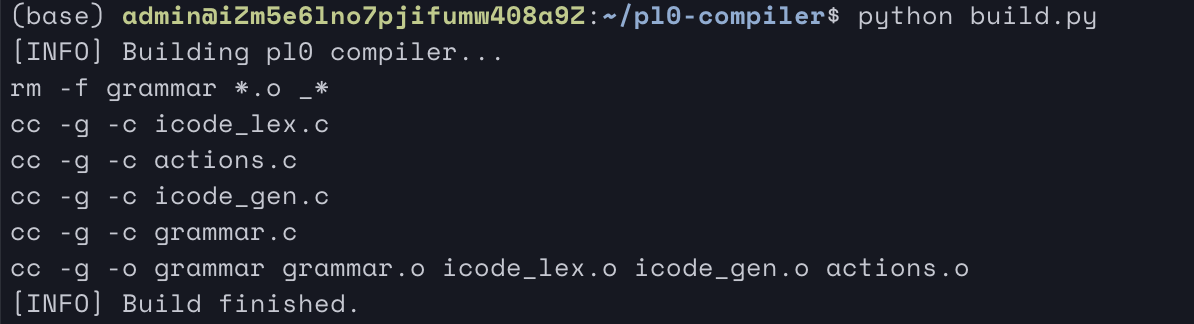 (base) admin@iZm5e6lno7pjifumw408a9Z:~/pl0-compiler$ python build.py
[INFO] Building pl0 compiler...
rm -f grammar *.o _*
cc -g -c icode_lex.c
cc -g -c actions.c
cc -g -c icode_gen.c
cc -g -c grammar.c
cc -g -o grammar grammar.o icode_lex.o icode_gen.o actions.o
[INFO] Build finished.